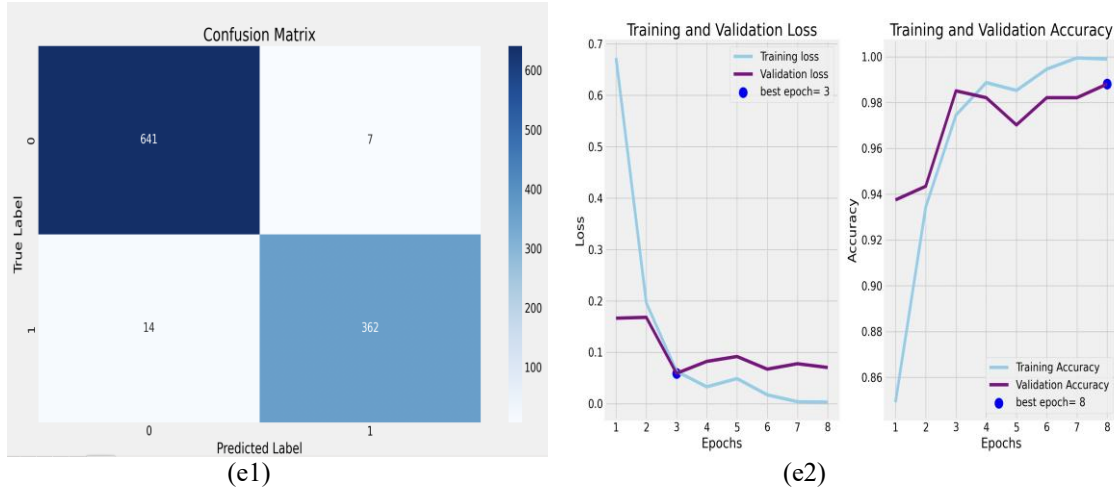 Confusion Matrix
True Label
0
1
641
7
14
362
0
1
Predicted Label
600
500
400
300
200
100
(e1)
Training and Validation Loss
Loss
0.7
0.6
0.5
0.4
0.3
0.2
0.1
0.0
Training loss
Validation loss
best epoch= 3
1 2 3 4 5 6 7 8
Epochs
Training and Validation Accuracy
Accuracy
1.00
0.98
0.96
0.94
0.92
0.90
0.88
0.86
Training Accuracy
Validation Accuracy
best epoch= 8
1 2 3 4 5 6 7 8
Epochs
(e2)